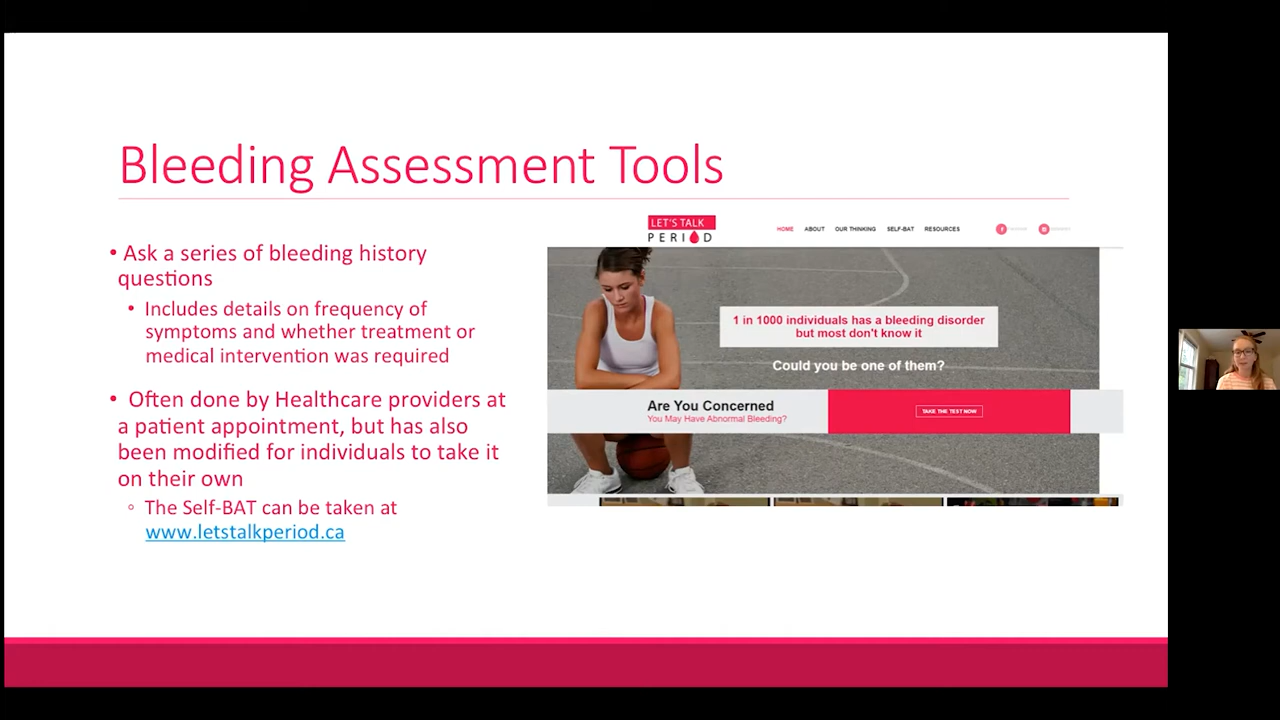 Bleeding Assessment Tools
• Ask a series of bleeding history
questions
• Includes details on frequency of
symptoms and whether treatment or
medical intervention was required
• Often done by Healthcare providers at
a patient appointment, but has also
been modified for individuals to take it
on their own
◦ The Self-BAT can be taken at
www.letstalkperiod.ca
LET'S TALK
PERIOD
HOME ABOUT OUR THINKING SELF-BAT RESOURCES
1 in 1000 individuals has a bleeding disorder
but most don't know it
Could you be one of them?
Are You Concerned
You May Have Abnormal Bleeding?
TAKE THE TEST NOW